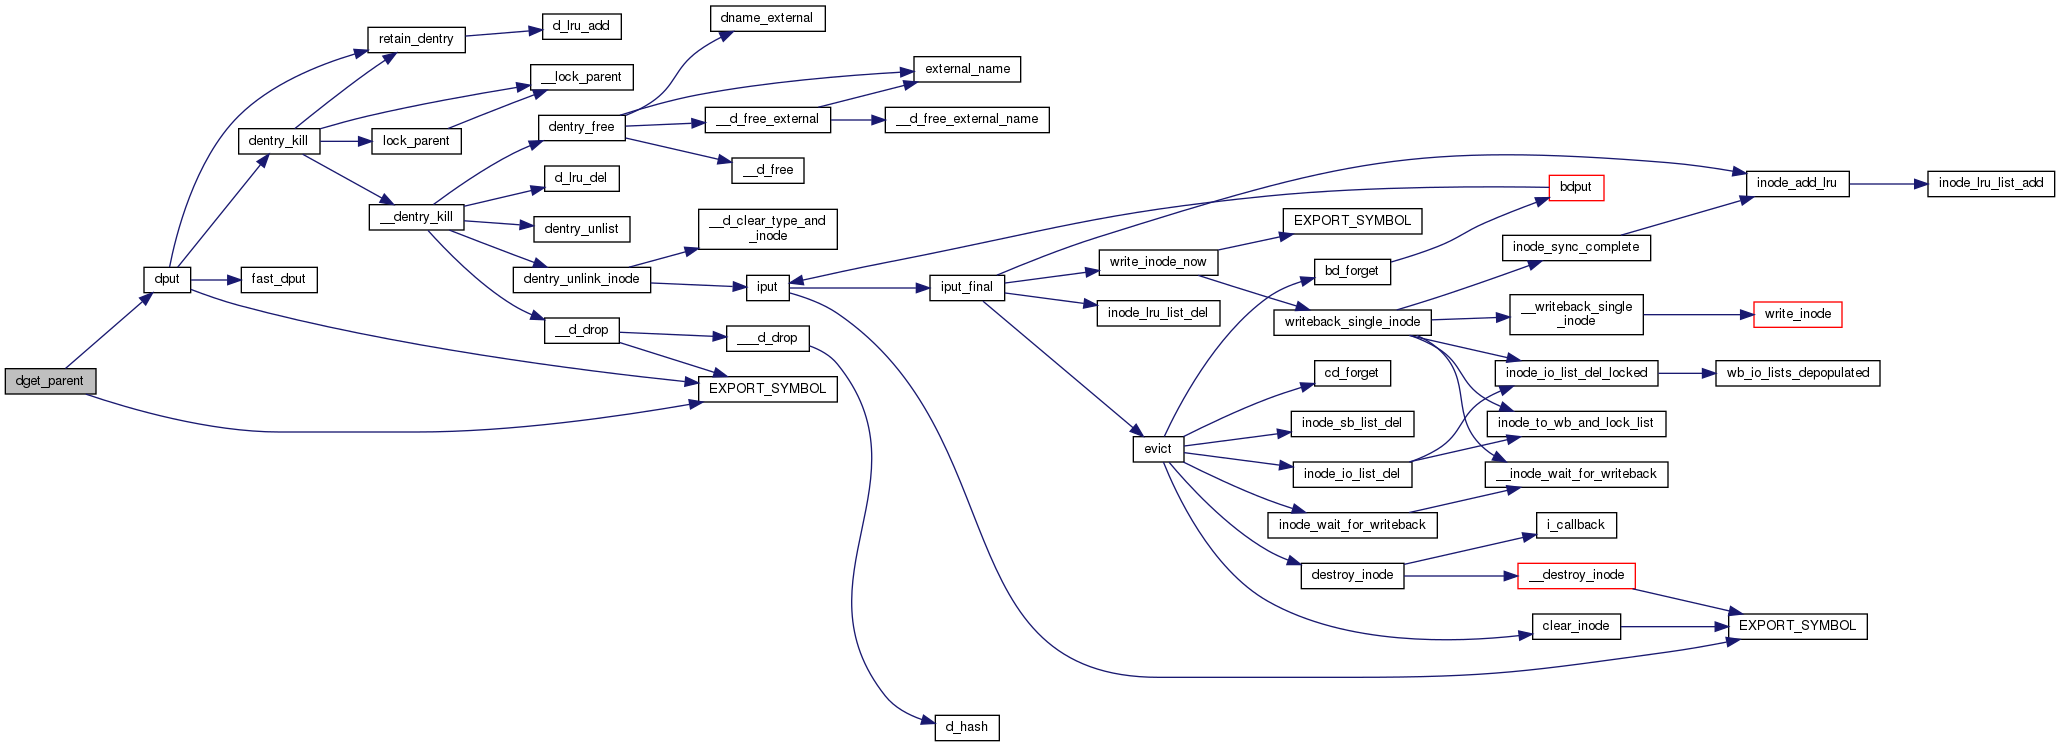 dname_external
d_lru_add
retain_dentry
external_name
__lock_parent
__d_free_external
__d_free_external_name
dentry_free
dentry_kill
lock_parent
__d_free
d_lru_del
bdput
inode_add_lru
inode_lru_list_add
__dentry_kill
__d_clear_type_and
_inode
EXPORT_SYMBOL
dentry_unlist
inode_sync_complete
write_inode_now
bd_forget
dput
fast_dput
dentry_unlink_inode
iput
iput_final
inode_lru_list_del
__writeback_single
_inode
write_inode
writeback_single_inode
__d_drop
___d_drop
dget_parent
EXPORT_SYMBOL
cd_forget
inode_io_list_del_locked
wb_io_lists_depopulated
inode_sb_list_del
inode_to_wb_and_lock_list
evict
inode_io_list_del
__inode_wait_for_writeback
inode_wait_for_writeback
i_callback
destroy_inode
__destroy_inode
clear_inode
EXPORT_SYMBOL
d_hash